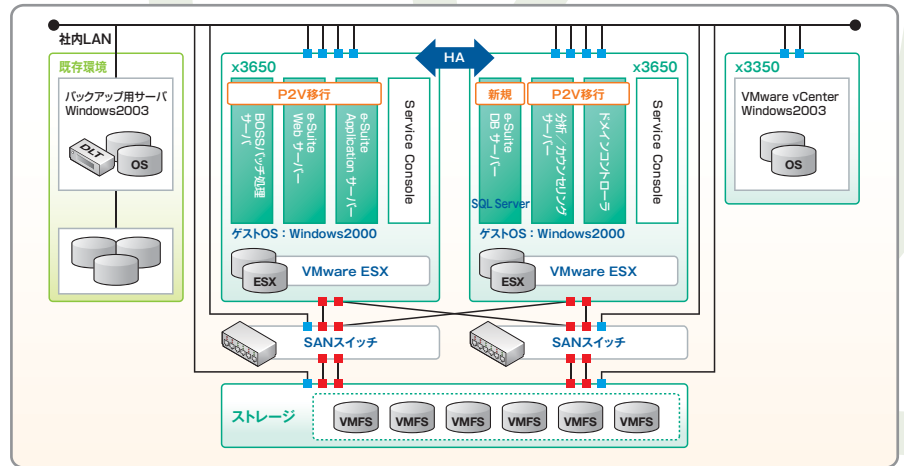 社内LAN
既存環境
バックアップ用サーバ
Windows2003
DLT
OS
x3650
HA
P2V移行
BOSSバッチ処理
サーバ
e-Suite
Web サーバー
e-Suite
Application サーバー
Service Console
ゲストOS：Windows2000
ESX
VMware ESX
x3650
新規
P2V移行
e-Suite
DB サーバー
SQL Server
分析／カウンセリング
サーバー
ドメインコントローラ
Service Console
ゲストOS：Windows2000
ESX
VMware ESX
x3350
VMware vCenter
Windows2003
OS
SANスイッチ
SANスイッチ
ストレージ
VMFS
VMFS
VMFS
VMFS
VMFS
VMFS